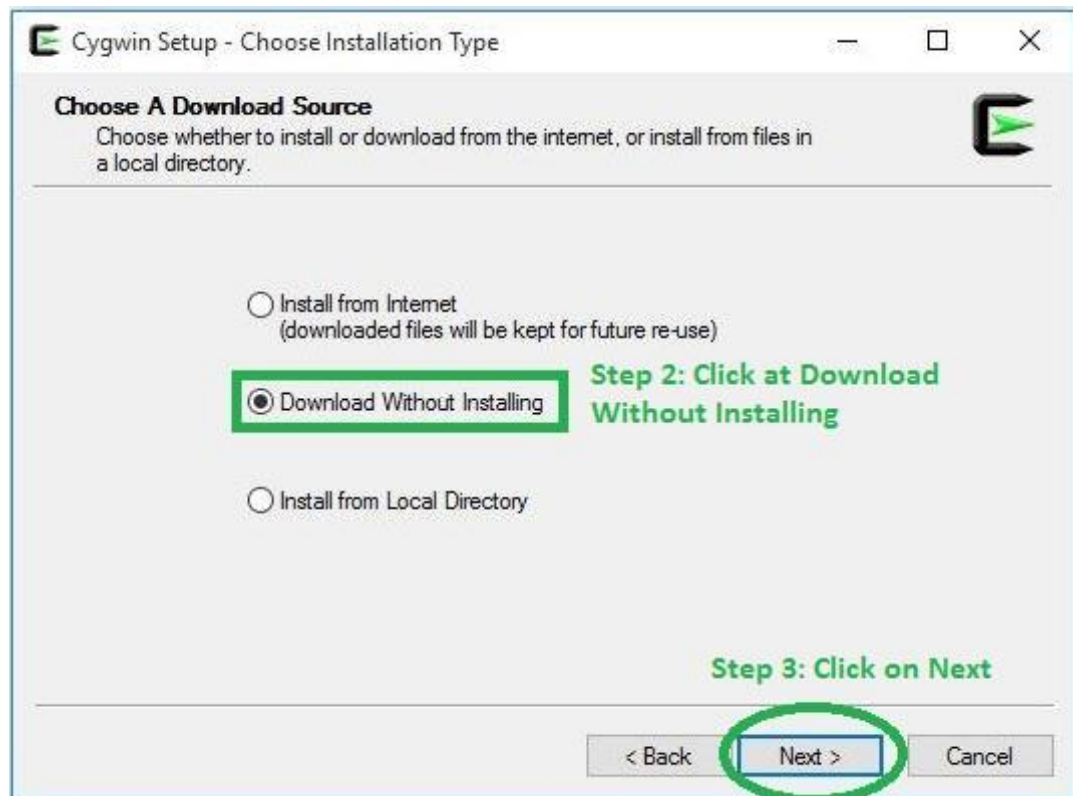 Cygwin Setup - Choose Installation Type
Choose A Download Source
Choose whether to install or download from the internet, or install from files in
a local directory.
Install from Internet
(downloaded files will be kept for future re-use)
Download Without Installing
Step 2: Click at Download
Without Installing
Install from Local Directory
Step 3: Click on Next
< Back
Next >
Cancel